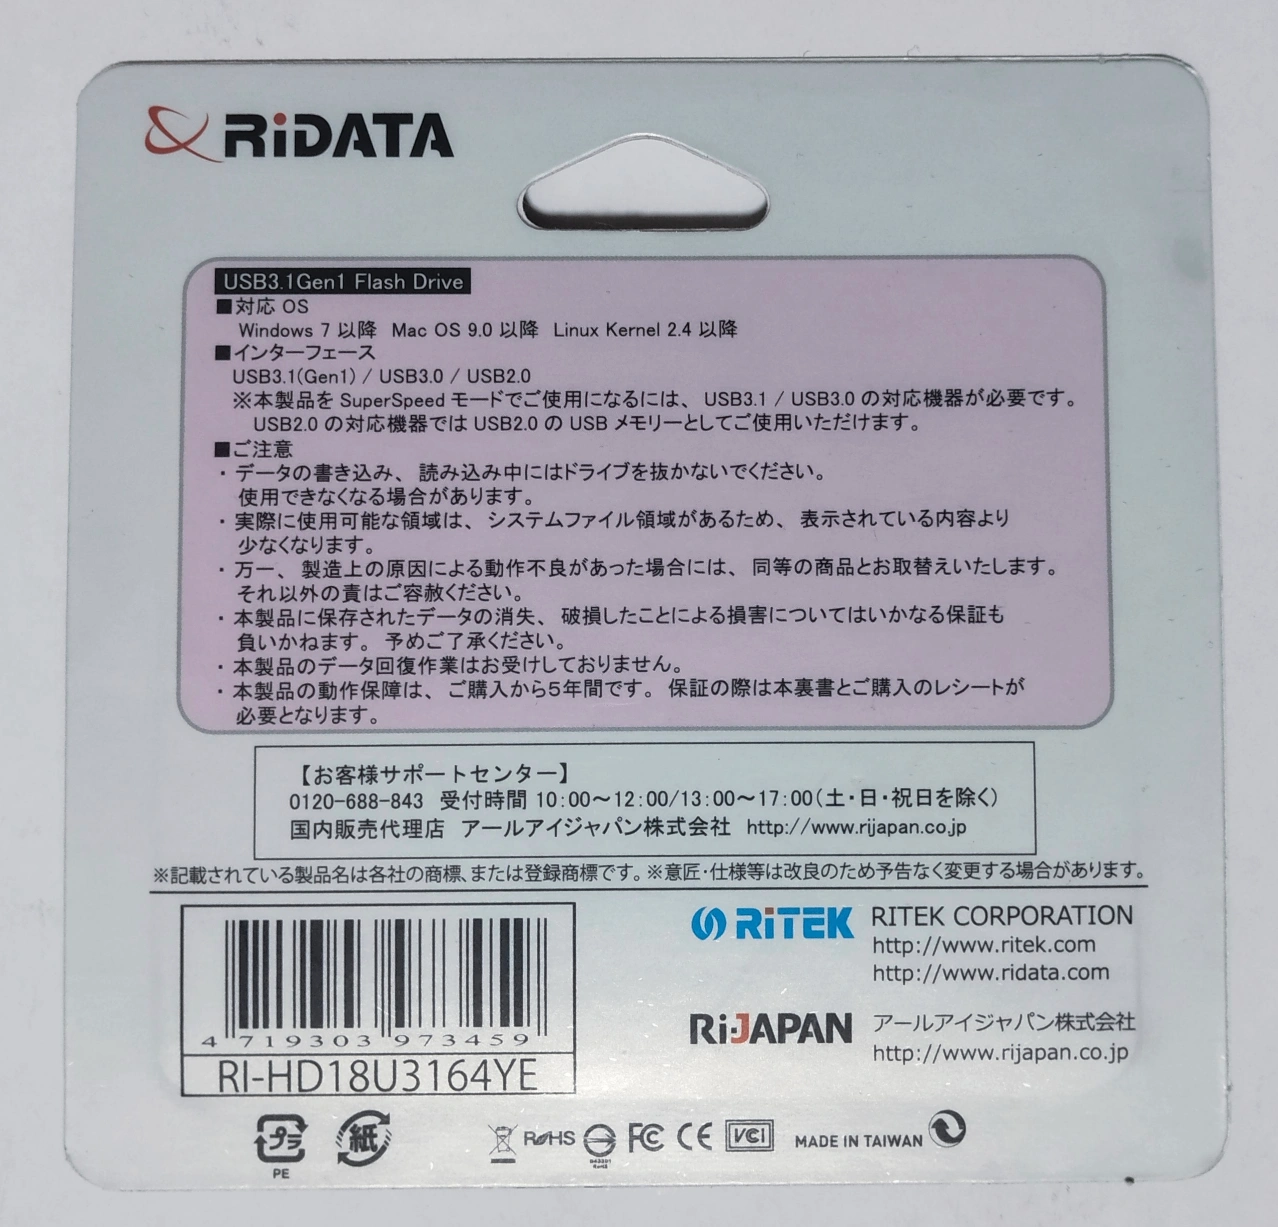 RiDATA
USB3.1Gen1 Flash Drive
■対応 OS
Windows 7 以降 Mac OS 9.0 以降 Linux Kernel 2.4 以降
■インターフェース
USB3.1(Gen1) / USB3.0 / USB2.0
※本製品を SuperSpeed モードでご使用になるには、 USB3.1 / USB3.0 の対応機器が必要です。
USB2.0 の対応機器では USB2.0 の USB メモリーとしてご使用いただけます。
■ご注意
・データの書き込み、 読み込み中にはドライブを抜かないでください。
使用できなくなる場合があります。
・実際に使用可能な領域は、 システムファイル領域があるため、 表示されている内容より
少なくなります。
・万一、 製造上の原因による動作不良があった場合には、 同等の商品とお取替えいたします。
それ以外の責はご容赦ください。
・本製品に保存されたデータの消失、 破損したことによる損害についてはいかなる保証も
負いかねます。 予めご了承ください。
・本製品のデータ回復作業はお受けしておりません。
・本製品の動作保障は、 ご購入から5年間です。 保証の際は本裏書とご購入のレシートが
必要となります。
【お客様サポートセンター】
0120-688-843 受付時間 10:00～12:00/13:00～17:00(土・日・祝日を除く)
国内販売代理店 アールアイジャパン株式会社 http://www.rijapan.co.jp
※記載されている製品名は各社の商標、または登録商標です。※意匠・仕様等は改良のため予告なく変更する場合があります。
4 719303 973459
RI-HD18U3164YE
RiTEK RITEK CORPORATION
http://www.ritek.com
http://www.ridata.com
Ri-JAPAN アールアイジャパン株式会社
http://www.rijapan.co.jp
プラ
PE
紙
RoHS
FC
CE
VCI
MADE IN TAIWAN